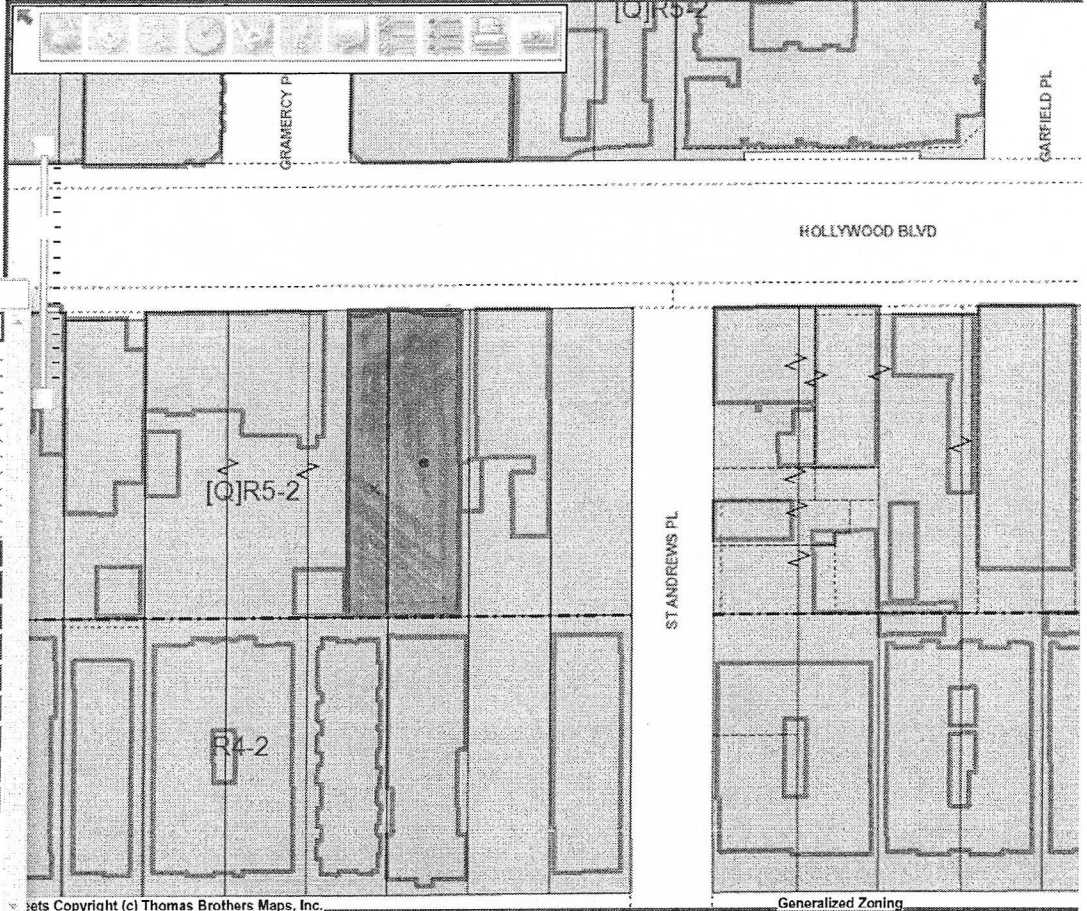 [Q]R5-2
GRAMERCY P
GARFIELD PL
HOLLYWOOD BLVD
[Q]R5-2
ST ANDREWS PL
R4-2
eets Copyright (c) Thomas Brothers Maps, Inc.
Generalized Zoning